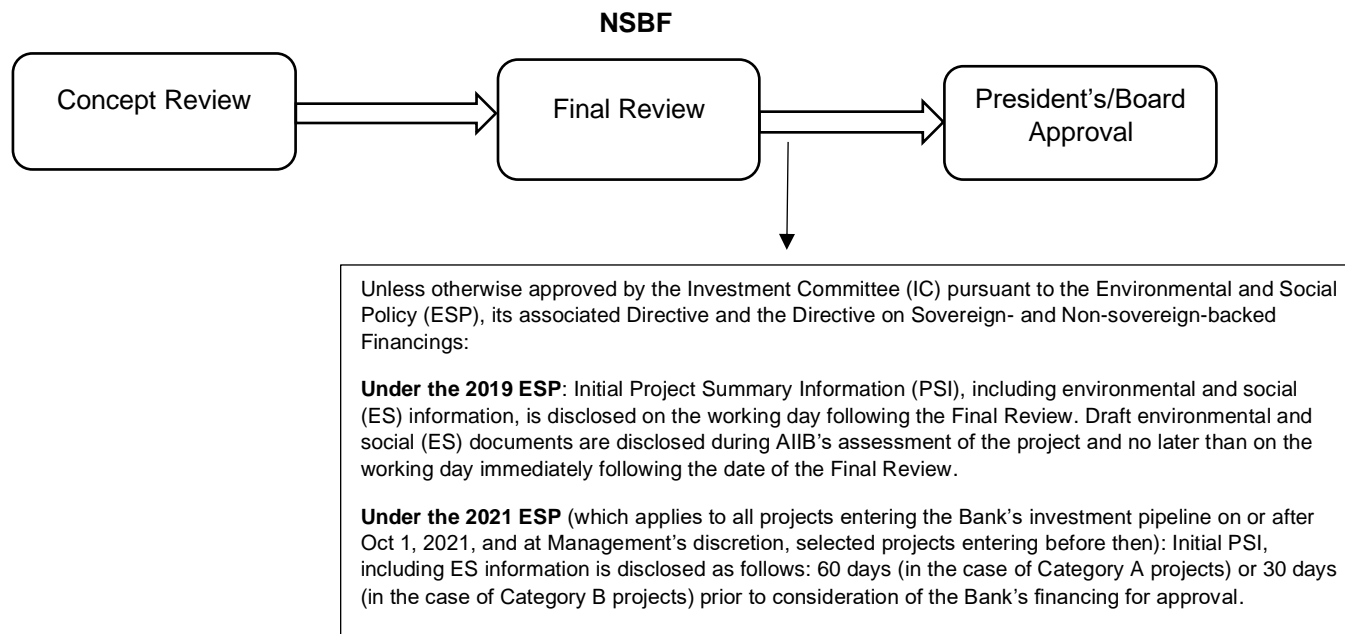 NSBF
Concept Review
Final Review
President's/Board
Approval
Unless otherwise approved by the Investment Committee (IC) pursuant to the Environmental and Social
Policy (ESP), its associated Directive and the Directive on Sovereign- and Non-sovereign-backed
Financings:
Under the 2019 ESP: Initial Project Summary Information (PSI), including environmental and social
(ES) information, is disclosed on the working day following the Final Review. Draft environmental and
social (ES) documents are disclosed during AIIB's assessment of the project and no later than on the
working day immediately following the date of the Final Review.
Under the 2021 ESP (which applies to all projects entering the Bank's investment pipeline on or after
Oct 1, 2021, and at Management's discretion, selected projects entering before then): Initial PSI,
including ES information is disclosed as follows: 60 days (in the case of Category A projects) or 30 days
(in the case of Category B projects) prior to consideration of the Bank's financing for approval.